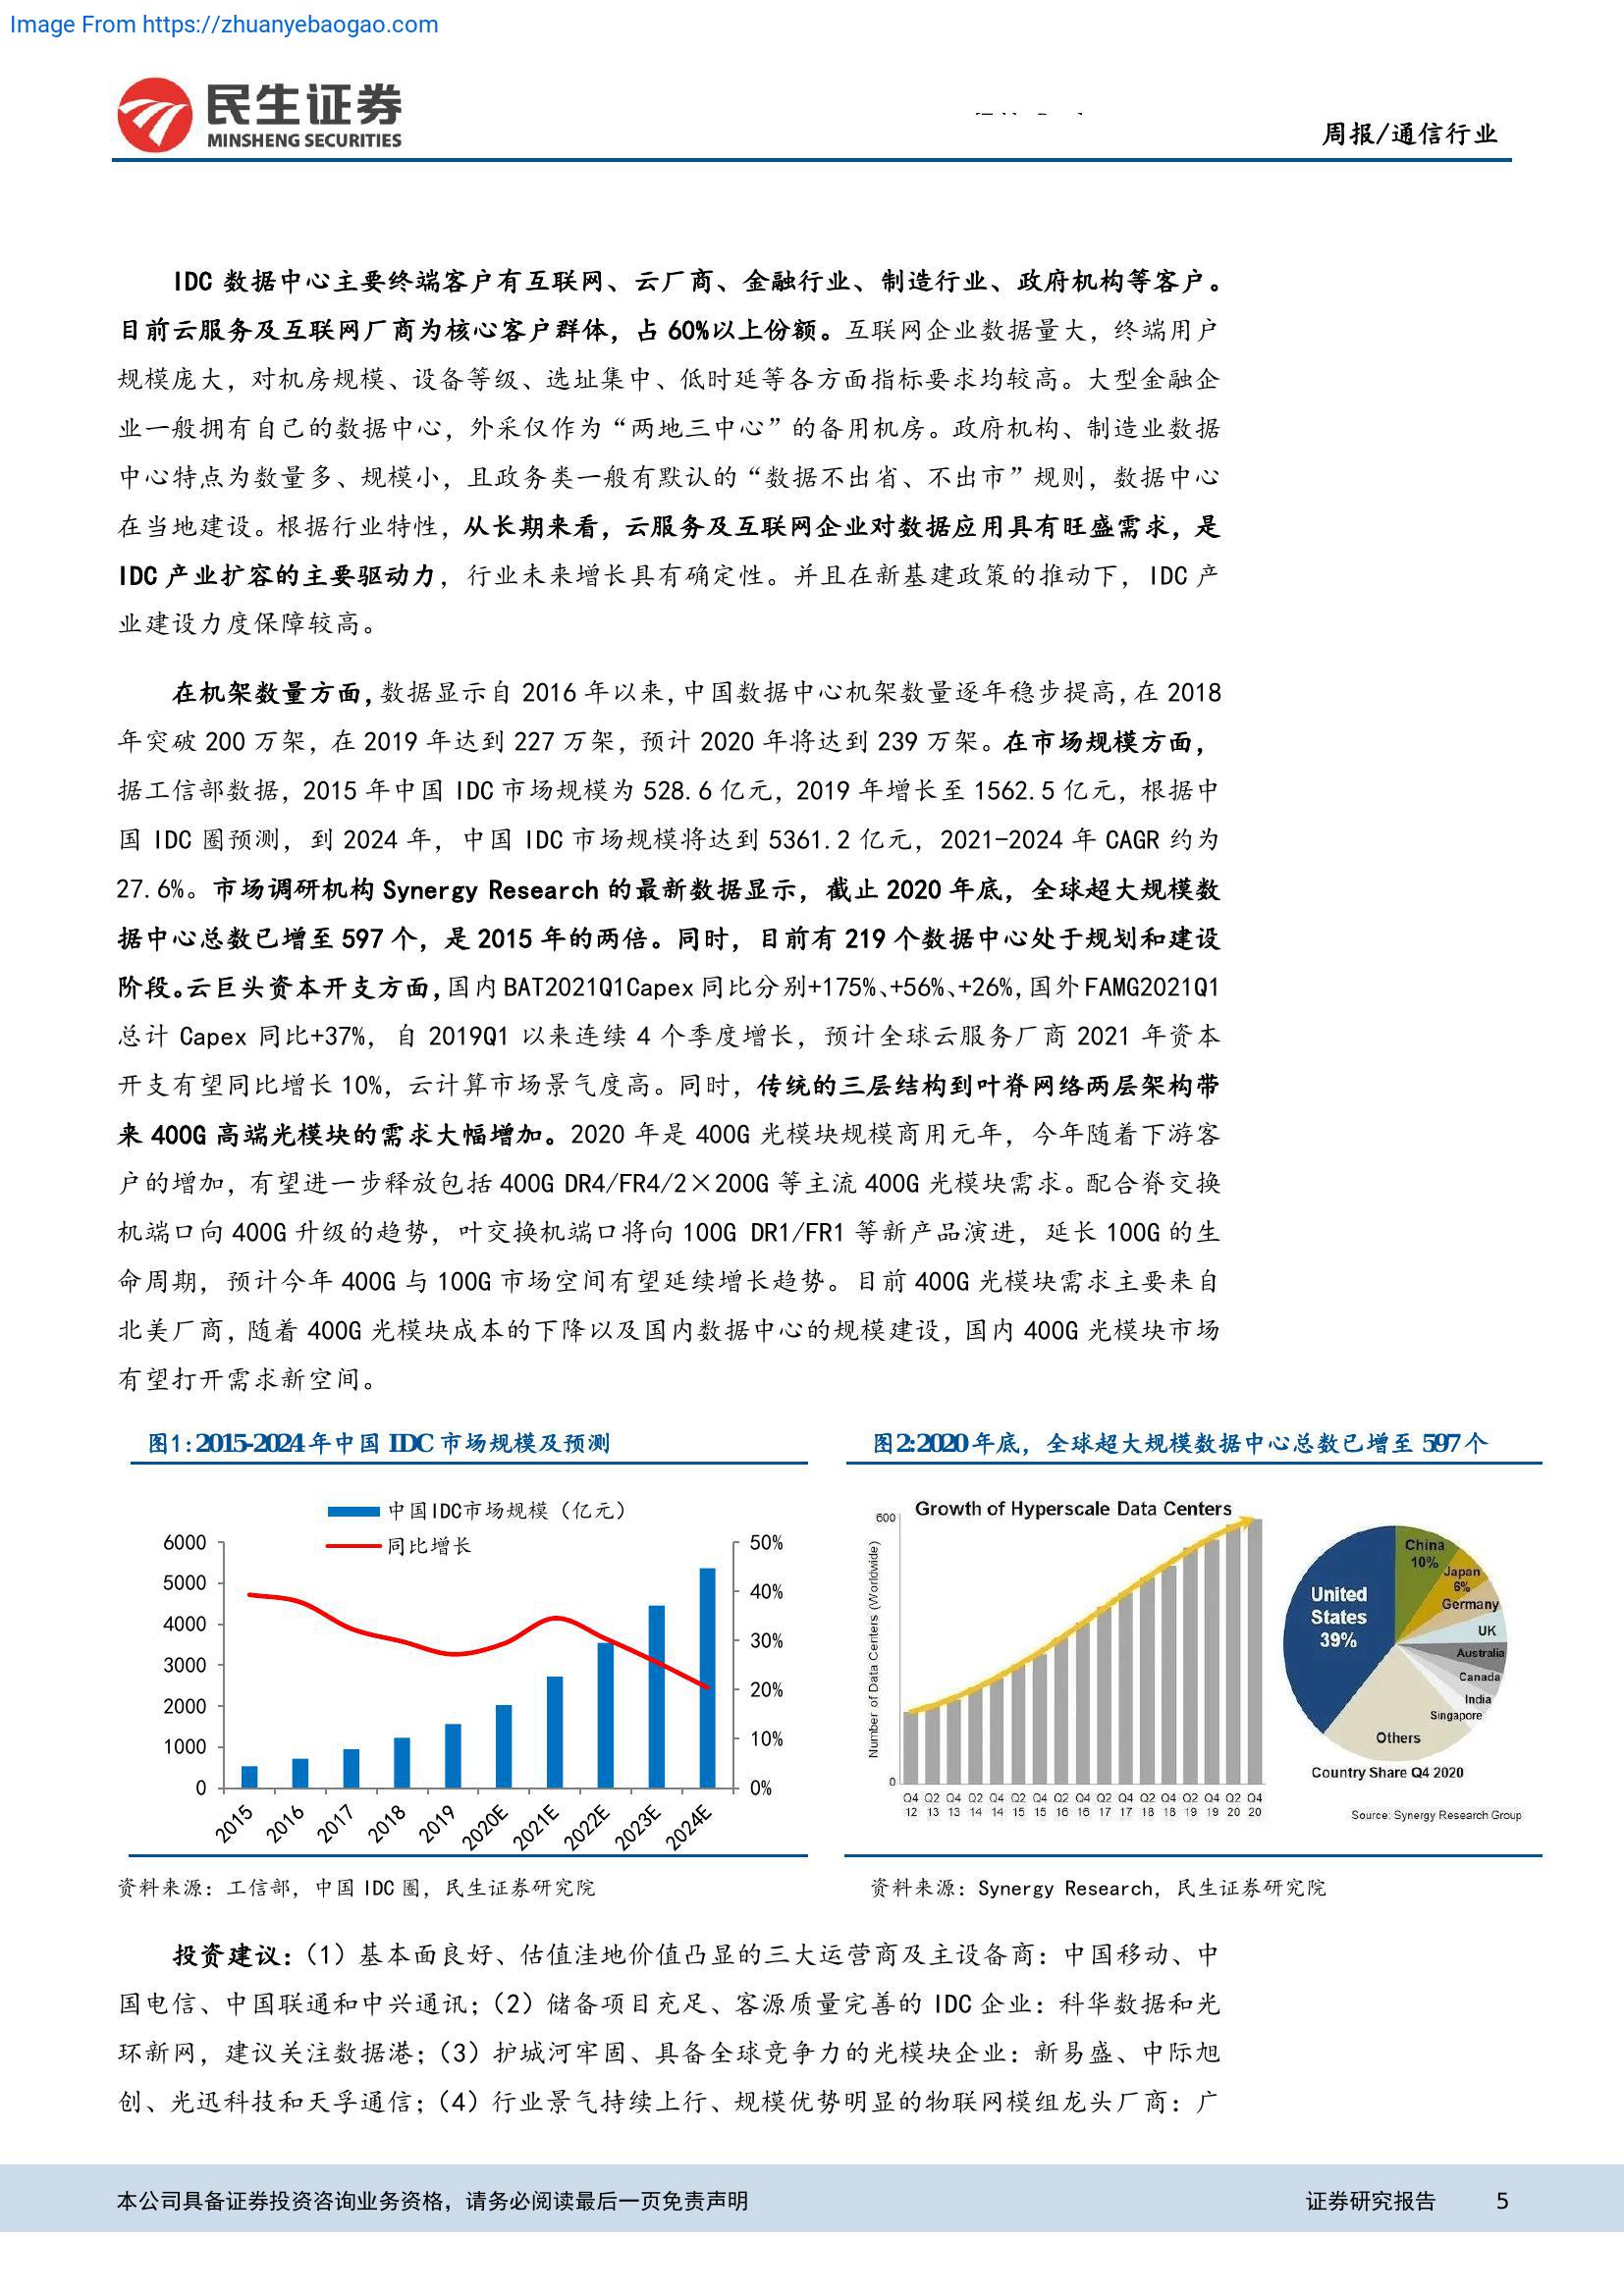 Image From https://zhuanyebaogao.com
民生证券
MINSHENG SECURITIES
周报/通信行业
IDC 数据中心主要终端客户有互联网、云厂商、金融行业、制造行业、政府机构等客户。
目前云服务及互联网厂商为核心客户群体，占 60%以上份额。互联网企业数据量大，终端用户
规模庞大，对机房规模、设备等级、选址集中、低时延等各方面指标要求均较高。大型金融企
业一般拥有自己的数据中心，外采仅作为“两地三中心”的备用机房。政府机构、制造业数据
中心特点为数量多、规模小，且政务类一般有默认的“数据不出省、不出市”规则，数据中心
在当地建设。根据行业特性，从长期来看，云服务及互联网企业对数据应用具有旺盛需求，是
IDC 产业扩容的主要驱动力，行业未来增长具有确定性。并且在新基建政策的推动下，IDC 产
业建设力度保障较高。
在机架数量方面，数据显示自 2016 年以来，中国数据中心机架数量逐年稳步提高，在 2018
年突破 200 万架，在 2019 年达到 227 万架，预计 2020 年将达到 239 万架。在市场规模方面，
据工信部数据，2015 年中国 IDC 市场规模为 528.6 亿元，2019 年增长至 1562.5 亿元，根据中
国 IDC 圈预测，到 2024 年，中国 IDC 市场规模将达到 5361.2 亿元，2021-2024 年 CAGR 约为
27.6%。市场调研机构 Synergy Research 的最新数据显示，截止 2020 年底，全球超大规模数
据中心总数已增至 597 个，是 2015 年的两倍。同时，目前有 219 个数据中心处于规划和建设
阶段。云巨头资本开支方面，国内 BAT2021Q1Capex 同比分别+175%、+56%、+26%，国外 FAMG2021Q1
总计 Capex 同比+37%，自 2019Q1 以来连续 4 个季度增长，预计全球云服务厂商 2021 年资本
开支有望同比增长 10%，云计算市场景气度高。同时，传统的三层结构到叶脊网络两层架构带
来 400G 高端光模块的需求大幅增加。2020 年是 400G 光模块规模商用元年，今年随着下游客
户的增加，有望进一步释放包括 400G DR4/FR4/2×200G 等主流 400G 光模块需求。配合脊交换
机端口向 400G 升级的趋势，叶交换机端口将向 100G DR1/FR1 等新产品演进，延长 100G 的生
命周期，预计今年 400G 与 100G 市场空间有望延续增长趋势。目前 400G 光模块需求主要来自
北美厂商，随着 400G 光模块成本的下降以及国内数据中心的规模建设，国内 400G 光模块市场
有望打开需求新空间。
图1:2015-2024 年中国 IDC 市场规模及预测
中国IDC市场规模（亿元）
同比增长
6000
5000
4000
3000
2000
1000
0
50%
40%
30%
20%
10%
0%
2015 2016 2017 2018 2019 2020E 2021E 2022E 2023E 2024E
资料来源：工信部，中国 IDC 圈，民生证券研究院
图2:2020 年底，全球超大规模数据中心总数已增至 597 个
Growth of Hyperscale Data Centers
Number of Data Centers (Worldwide)
600
0
Q4 Q2 Q4 Q2 Q4 Q2 Q4 Q2 Q4 Q2 Q4 Q2 Q4 Q2 Q4 Q2 Q4
12 13 13 14 14 15 15 16 16 17 17 18 18 19 19 20 20
China
10%
Japan
6%
Germany
UK
Australia
Canada
India
Singapore
Others
United
States
39%
Country Share Q4 2020
Source: Synergy Research Group
资料来源：Synergy Research，民生证券研究院
投资建议：（1）基本面良好、估值洼地价值凸显的三大运营商及主设备商：中国移动、中
国电信、中国联通和中兴通讯；（2）储备项目充足、客源质量完善的 IDC 企业：科华数据和光
环新网，建议关注数据港；（3）护城河牢固、具备全球竞争力的光模块企业：新易盛、中际旭
创、光迅科技和天孚通信；（4）行业景气持续上行、规模优势明显的物联网模组龙头厂商：广
本公司具备证券投资咨询业务资格，请务必阅读最后一页免责声明
证券研究报告 5